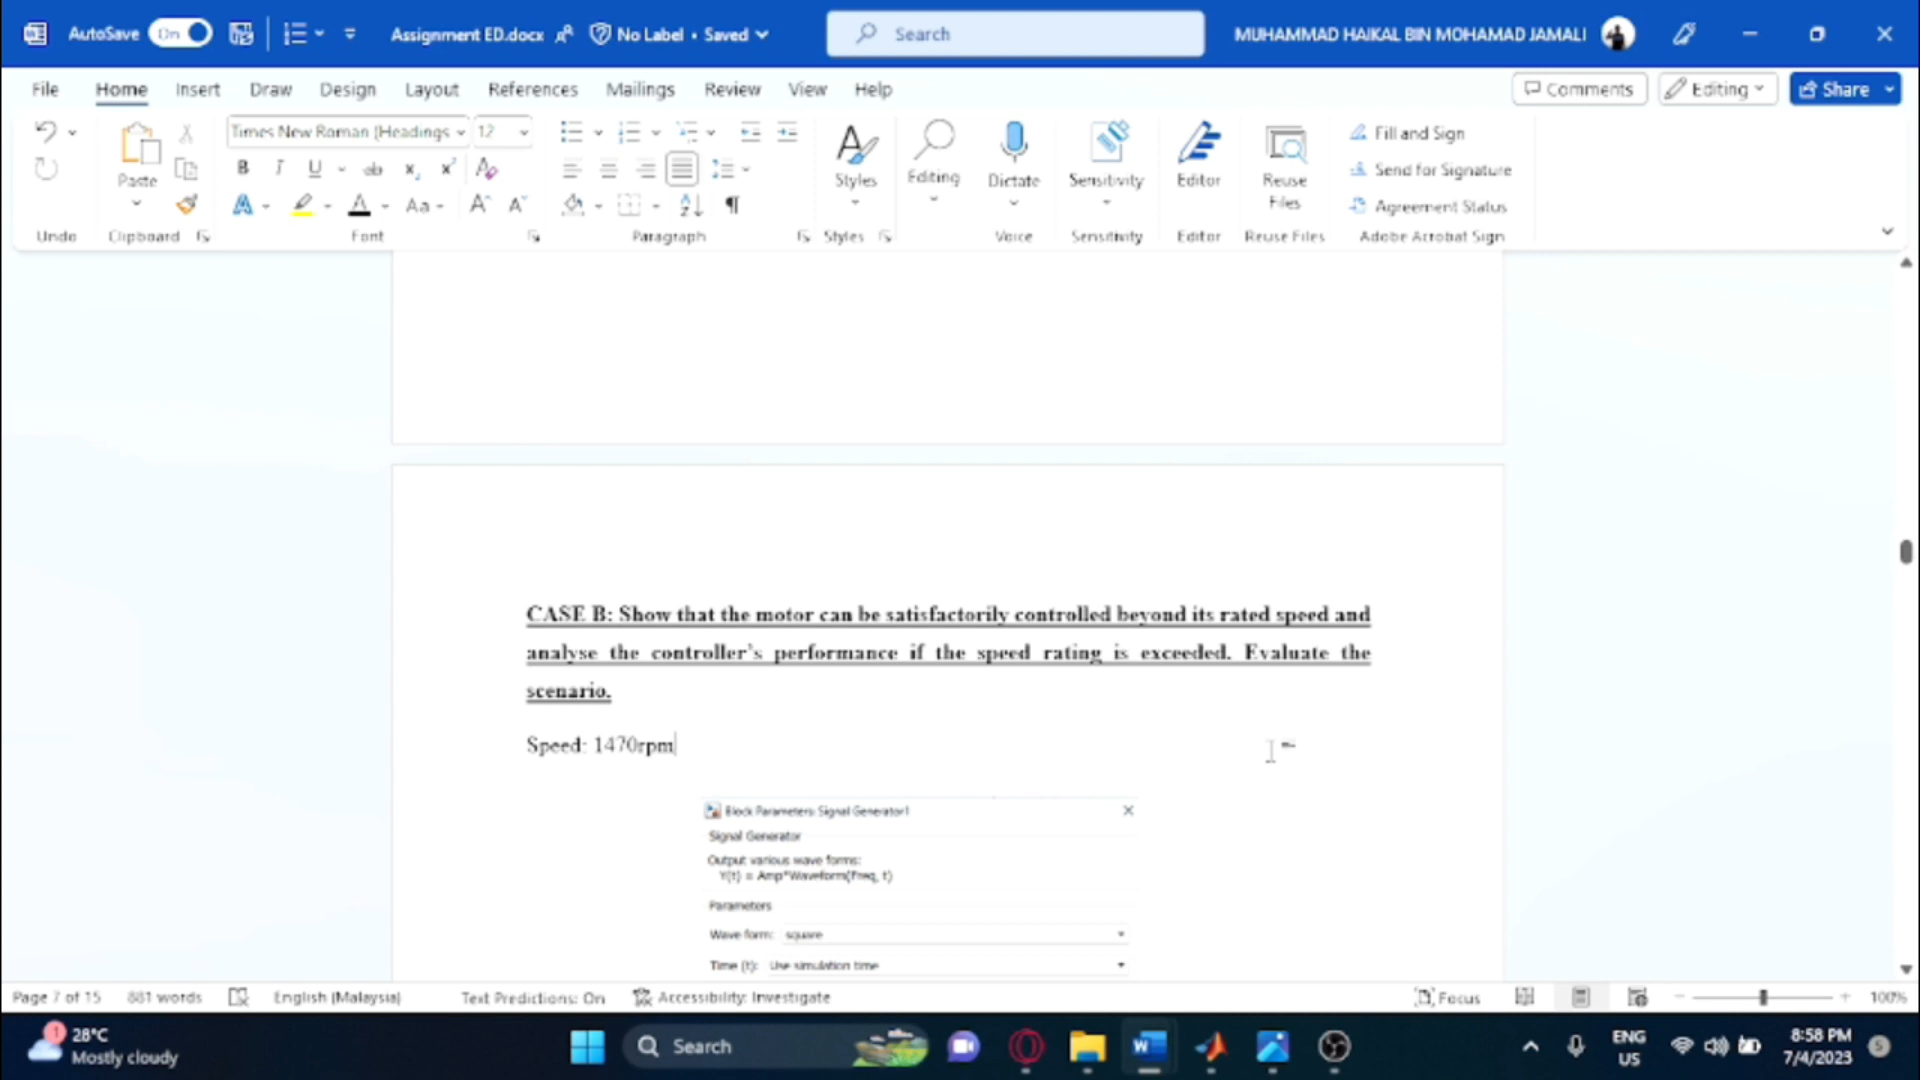 AutoSave On Assignment ED.docx No Label • Saved Search MUHAMMAD HAIKAL BIN MOHAMAD JAMALI
File Home Insert Draw Design Layout References Mailings Review View Help Comments Editing Share
Times New Roman (Headings 12
Paste
Styles Editing Dictate Sensitivity Editor Reuse Files
Fill and Sign
Send for Signature
Agreement Status
Undo Clipboard Font Paragraph Styles Voice Sensitivity Editor Reuse Files Adobe Acrobat Sign
CASE B: Show that the motor can be satisfactorily controlled beyond its rated speed and
analyse the controller's performance if the speed rating is exceeded. Evaluate the
scenario.
Speed: 1470rpm
Block Parameters: Signal Generator1
Signal Generator
Output various wave forms:
Y(t) = Amp*Waveform(Freq, t)
Parameters
Wave form: square
Time (t): Use simulation time
Page 7 of 15 881 words English (Malaysia) Text Predictions: On Accessibility: Investigate Focus 100%
1
28°C
Mostly cloudy
Search
ENG
US
8:58 PM
7/4/2023
5